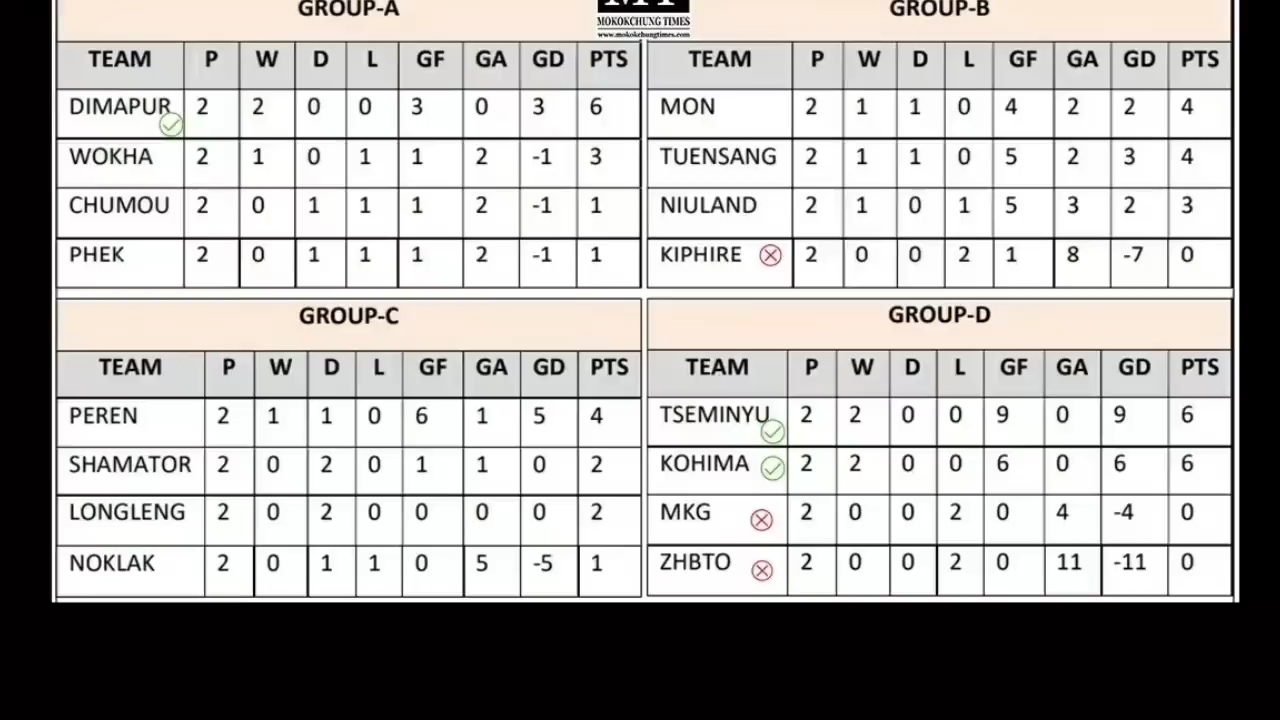 GROUP-A
MOKOKCHUNG TIMES
www.mokokchungtimes.com
GROUP-B
TEAM P W D L GF GA GD PTS
DIMAPUR 2 2 0 0 3 0 3 6
WOKHA 2 1 0 1 1 2 -1 3
CHUMOU 2 0 1 1 1 2 -1 1
PHEK 2 0 1 1 1 2 -1 1
TEAM P W D L GF GA GD PTS
MON 2 1 1 0 4 2 2 4
TUENSANG 2 1 1 0 5 2 3 4
NIULAND 2 1 0 1 5 3 2 3
KIPHIRE 2 0 0 2 1 8 -7 0
GROUP-C
TEAM P W D L GF GA GD PTS
PEREN 2 1 1 0 6 1 5 4
SHAMATOR 2 0 2 0 1 1 0 2
LONGLENG 2 0 2 0 0 0 0 2
NOKLAK 2 0 1 1 0 5 -5 1
GROUP-D
TEAM P W D L GF GA GD PTS
TSEMINYU 2 2 0 0 9 0 9 6
KOHIMA 2 2 0 0 6 0 6 6
MKG 2 0 0 2 0 4 -4 0
ZHBTO 2 0 0 2 0 11 -11 0